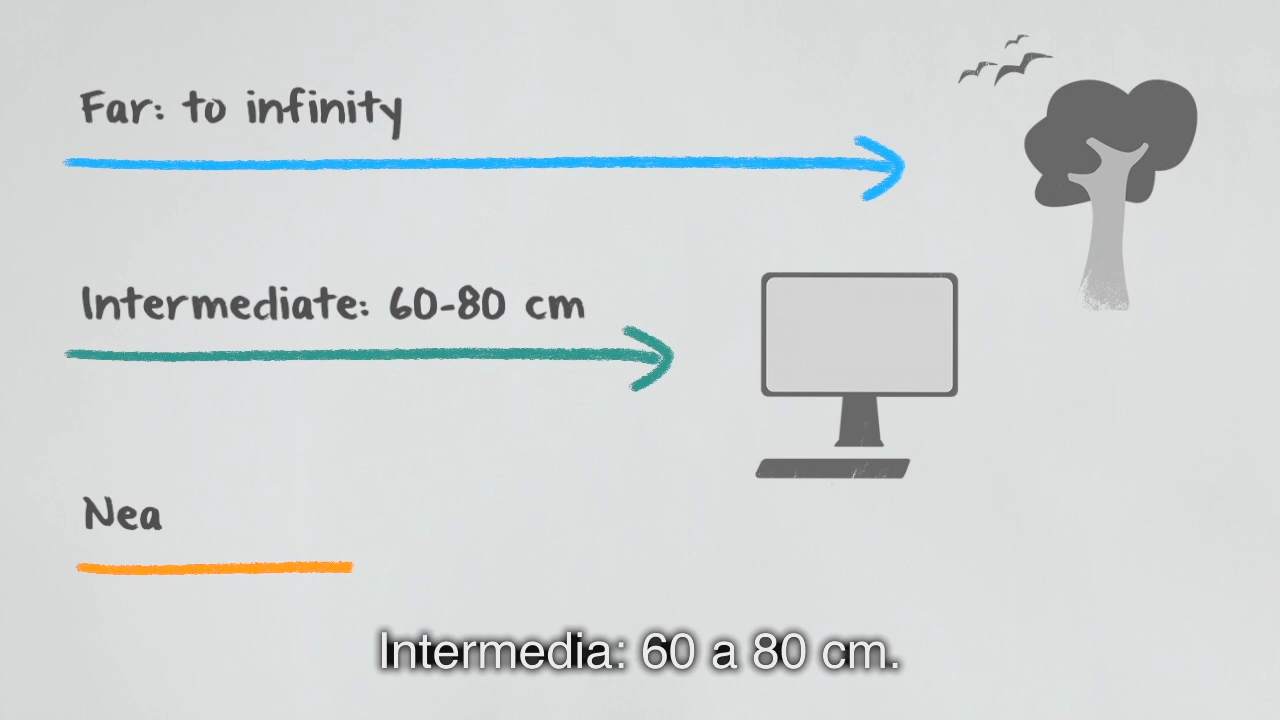 Far: to infinity
Intermediate: 60-80 cm
Nea
Intermedia: 60 a 80 cm.